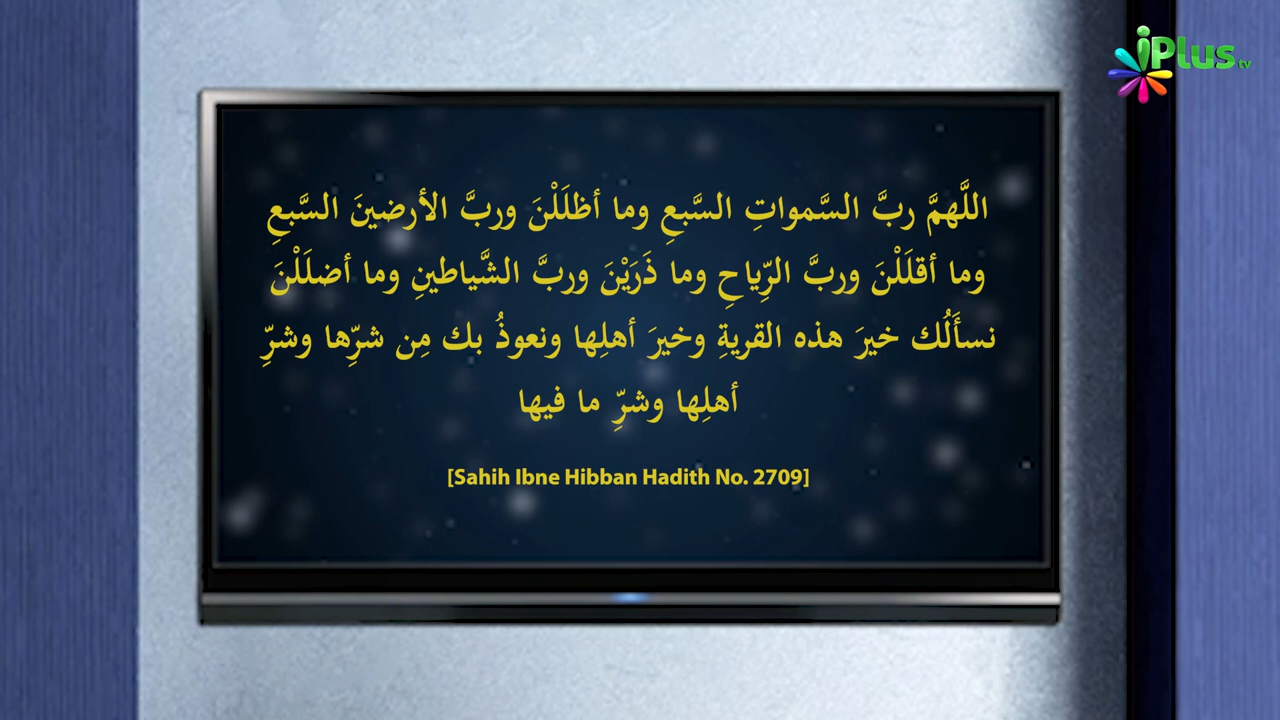 iPlus tv
اللَّهمَّ ربَّ السَّمواتِ السَّبعِ وما أظلَلْنَ وربَّ الأرضينَ السَّبعِ
وما أقلَلْنَ وربَّ الرِّياحِ وما ذَرَيْنَ وربَّ الشَّياطينِ وما أضلَلْنَ
نسأَلُك خيرَ هذه القريةِ وخيرَ أهلِها ونعوذُ بك مِن شرِّها وشرِّ
أهلِها وشرِّ ما فيها
[Sahih Ibne Hibban Hadith No. 2709]